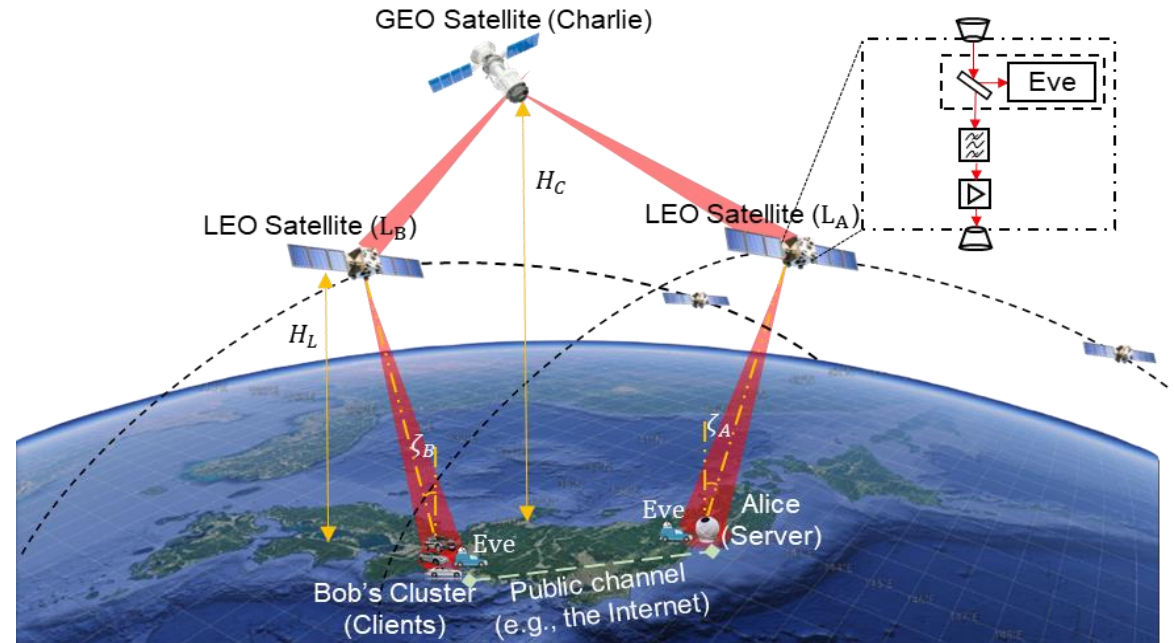 GEO Satellite (Charlie)
Eve
H_C
LEO Satellite (L_B)
LEO Satellite (L_A)
H_L
ζ_B
ζ_A
Eve
Eve
Alice
(Server)
Bob's Cluster
(Clients)
Public channel
(e.g., the Internet)